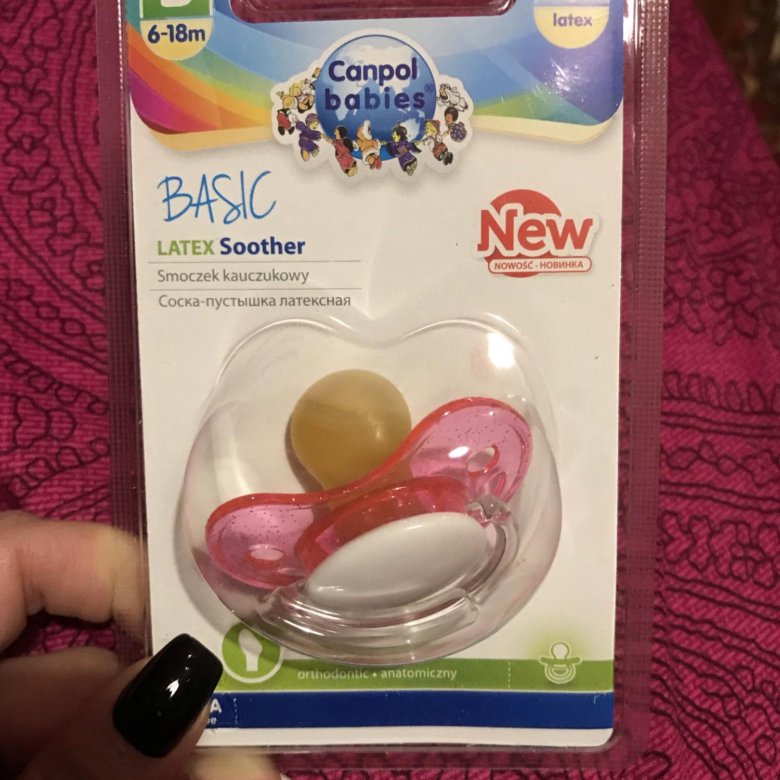 6-18m
latex
Canpol
babies®
BASIC
LATEX Soother
Smoczek kauczukowy
Соска-пустышка латексная
New
NOWOŚĆ - НОВИНКА
orthodontic • anatomiczny